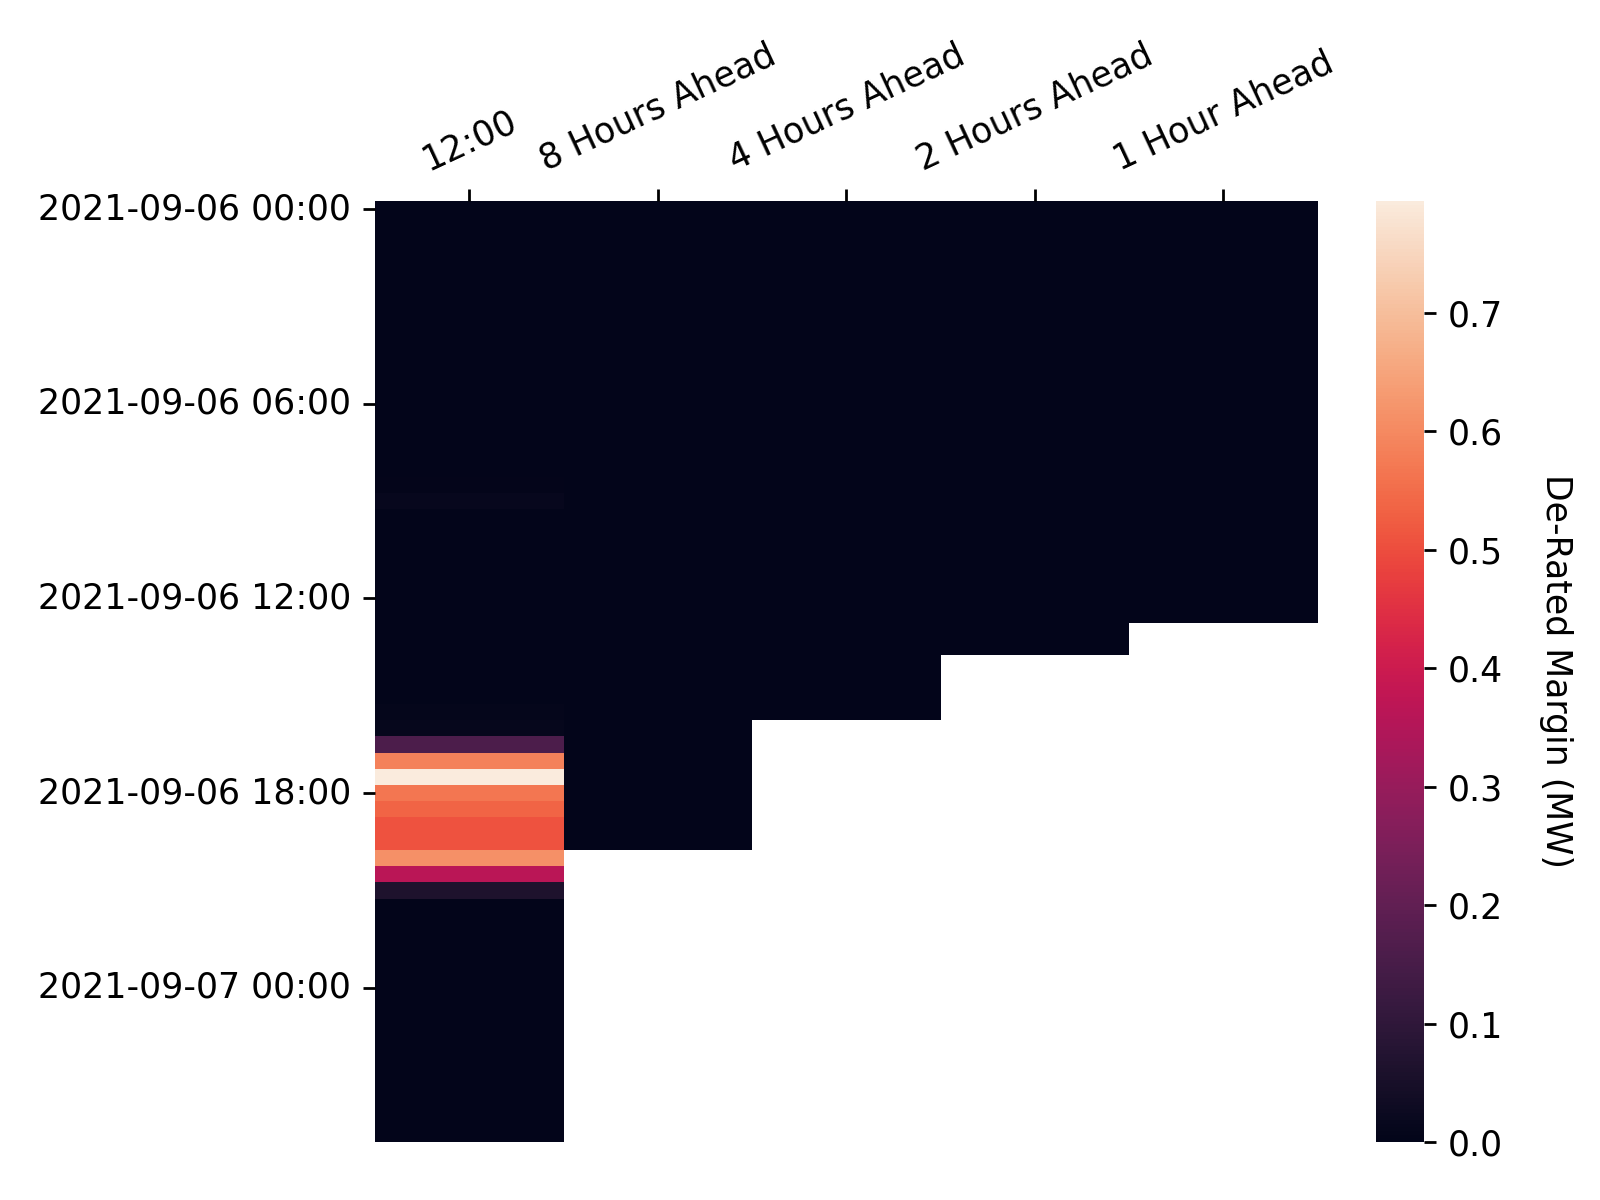 12:00
8 Hours Ahead
4 Hours Ahead
2 Hours Ahead
1 Hour Ahead
2021-09-06 00:00
2021-09-06 06:00
2021-09-06 12:00
2021-09-06 18:00
2021-09-07 00:00
0.7
0.6
0.5
0.4
0.3
0.2
0.1
0.0
De-Rated Margin (MW)